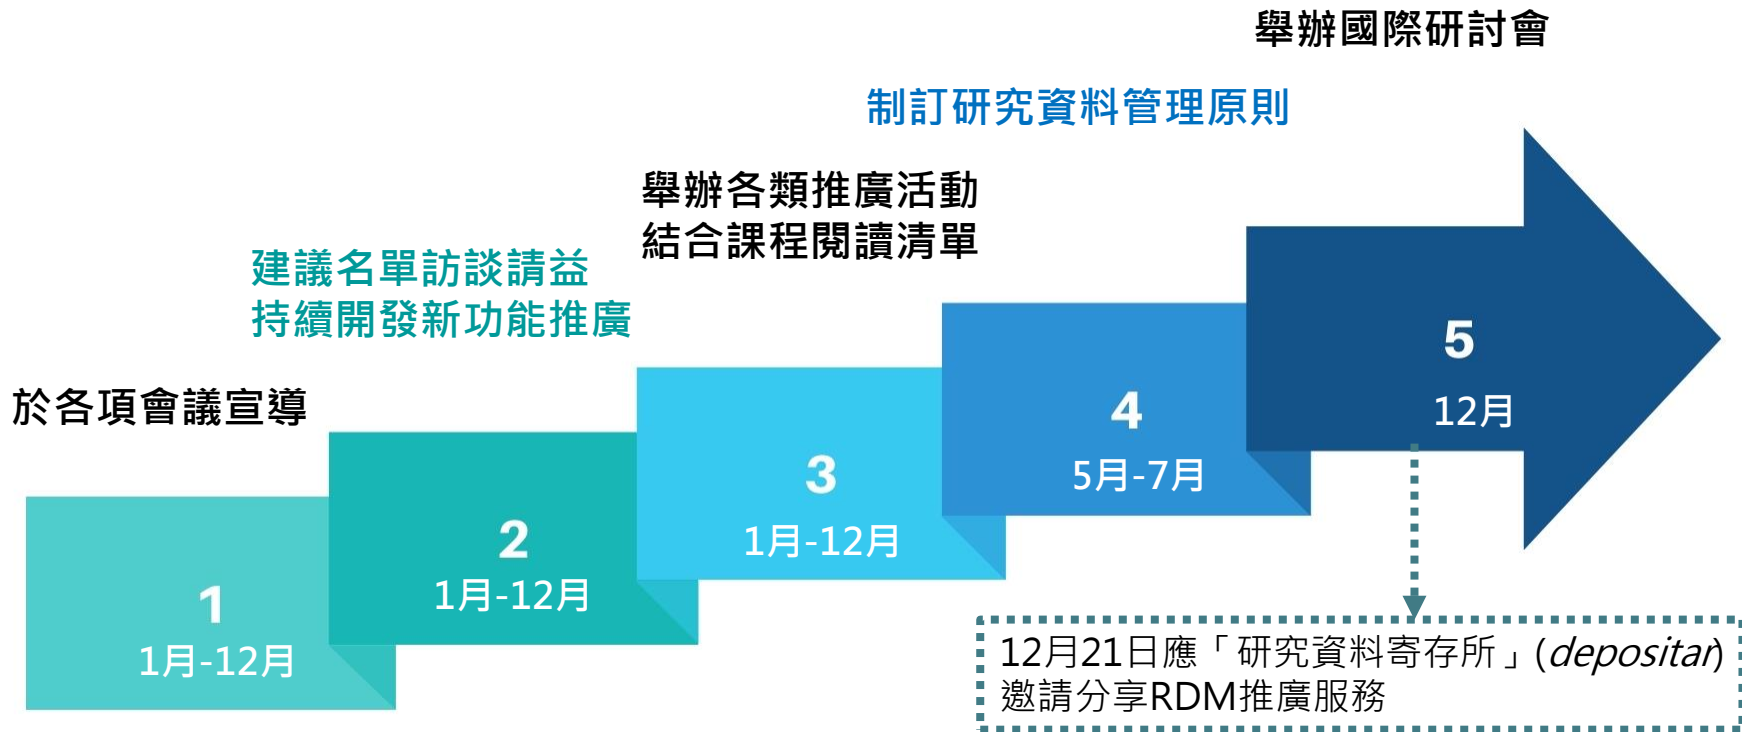 於各項會議宣導
1
1月-12月
建議名單訪談請益
持續開發新功能推廣
2
1月-12月
舉辦各類推廣活動
結合課程閱讀清單
3
1月-12月
制訂研究資料管理原則
4
5月-7月
舉辦國際研討會
5
12月
12月21日應「研究資料寄存所」(depositar)
邀請分享RDM推廣服務